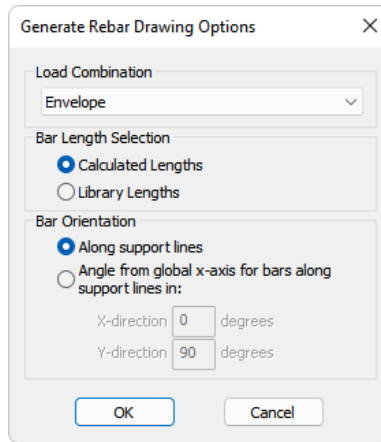 Generate Rebar Drawing Options
Load Combination
Envelope
Bar Length Selection
Calculated Lengths
Library Lengths
Bar Orientation
Along support lines
Angle from global x-axis for bars along
support lines in:
X-direction 0 degrees
Y-direction 90 degrees
OK Cancel